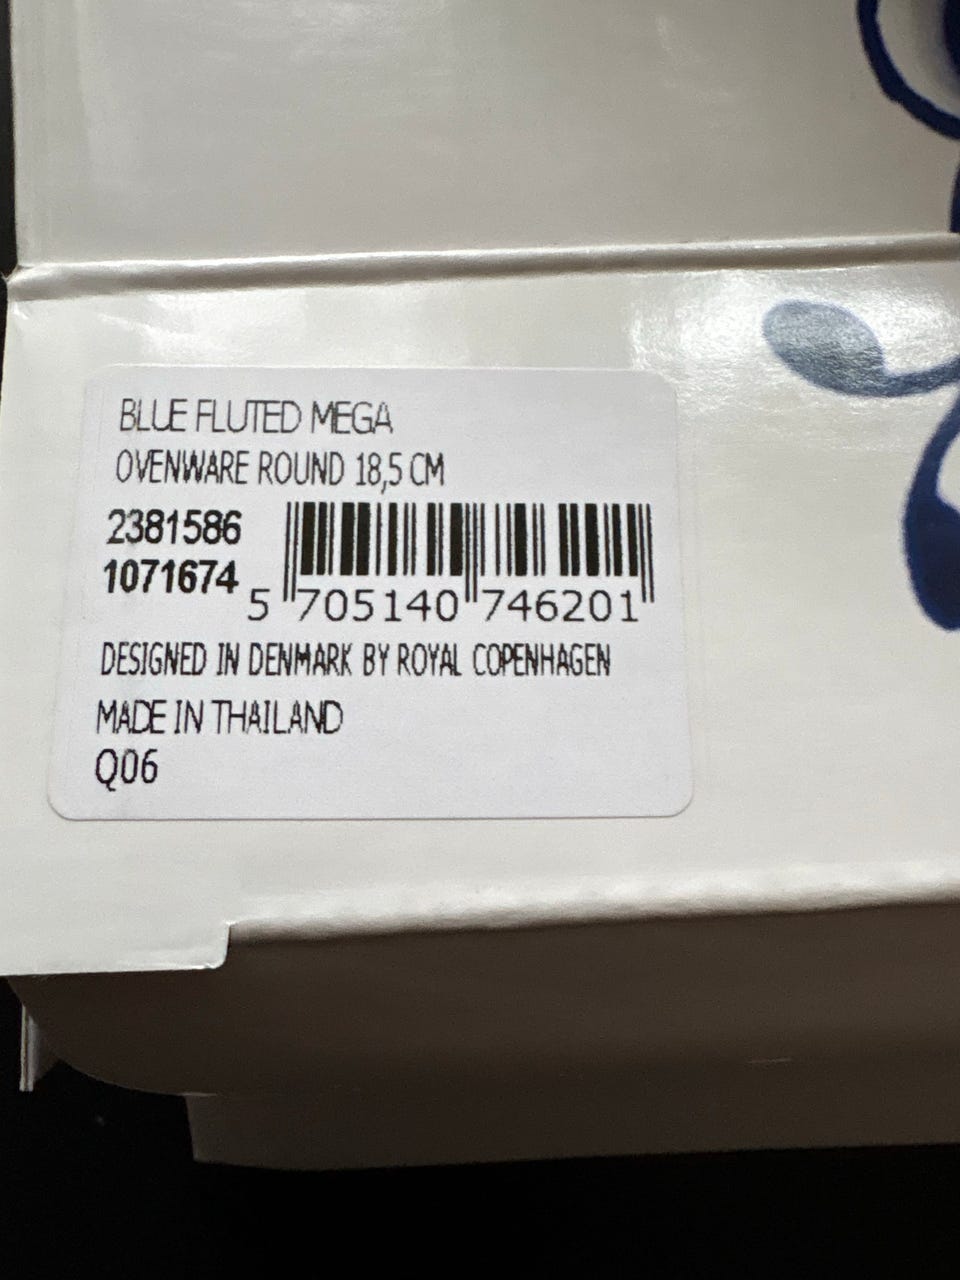 BLUE FLUTED MEGA
OVENWARE ROUND 18,5 CM
2381586
1071674
5 705140 746201
DESIGNED IN DENMARK BY ROYAL COPENHAGEN
MADE IN THAILAND
Q06